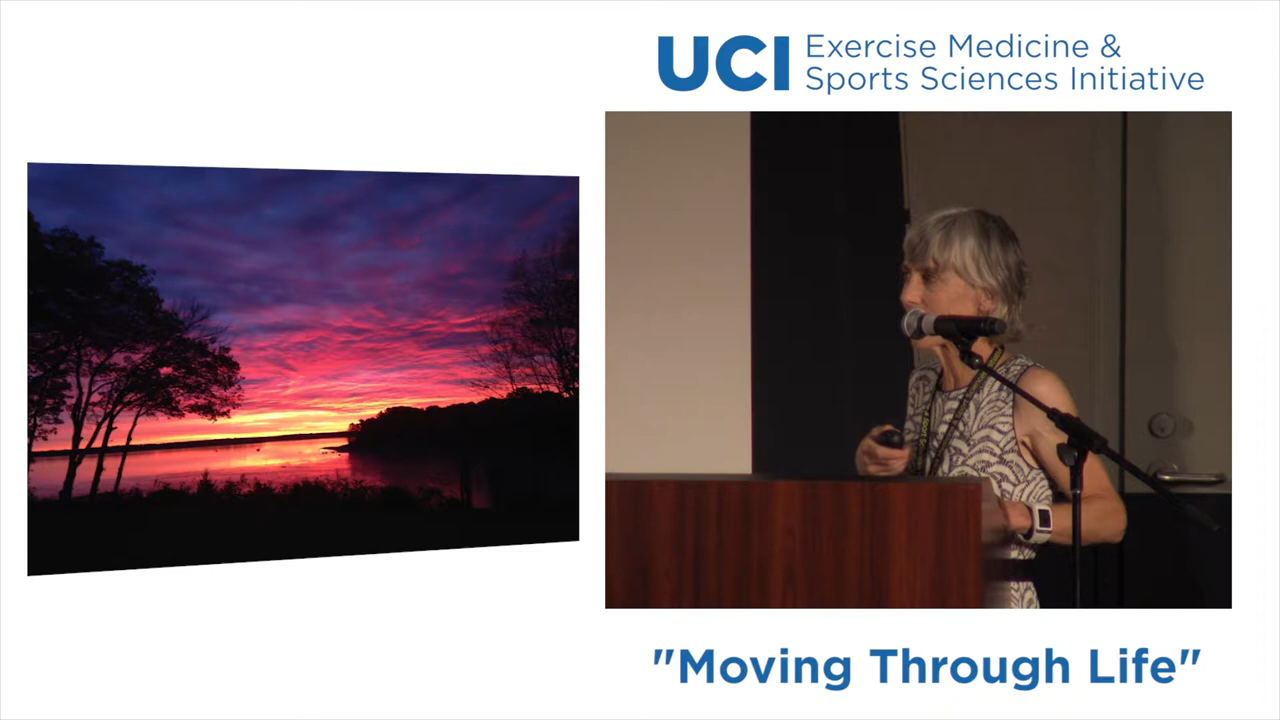 UCI Exercise Medicine &
Sports Sciences Initiative
"Moving Through Life"